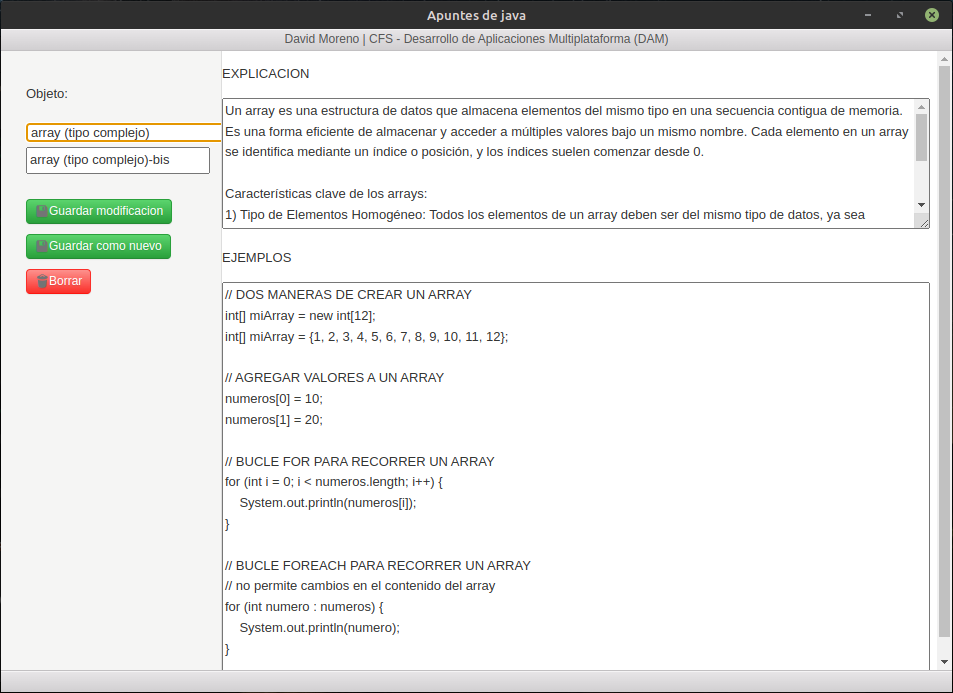 Apuntes de java
David Moreno | CFS - Desarrollo de Aplicaciones Multiplataforma (DAM)
Objeto:
array (tipo complejo)
array (tipo complejo)-bis
Guardar modificacion
Guardar como nuevo
Borrar
EXPLICACION
Un array es una estructura de datos que almacena elementos del mismo tipo en una secuencia contigua de memoria.
Es una forma eficiente de almacenar y acceder a múltiples valores bajo un mismo nombre. Cada elemento en un array
se identifica mediante un índice o posición, y los índices suelen comenzar desde 0.
Características clave de los arrays:
1) Tipo de Elementos Homogéneo: Todos los elementos de un array deben ser del mismo tipo de datos, ya sea
EJEMPLOS
// DOS MANERAS DE CREAR UN ARRAY
int[] miArray = new int[12];
int[] miArray = {1, 2, 3, 4, 5, 6, 7, 8, 9, 10, 11, 12};
// AGREGAR VALORES A UN ARRAY
numeros[0] = 10;
numeros[1] = 20;
// BUCLE FOR PARA RECORRER UN ARRAY
for (int i = 0; i < numeros.length; i++) {
    System.out.println(numeros[i]);
}
// BUCLE FOREACH PARA RECORRER UN ARRAY
// no permite cambios en el contenido del array
for (int numero : numeros) {
    System.out.println(numero);
}